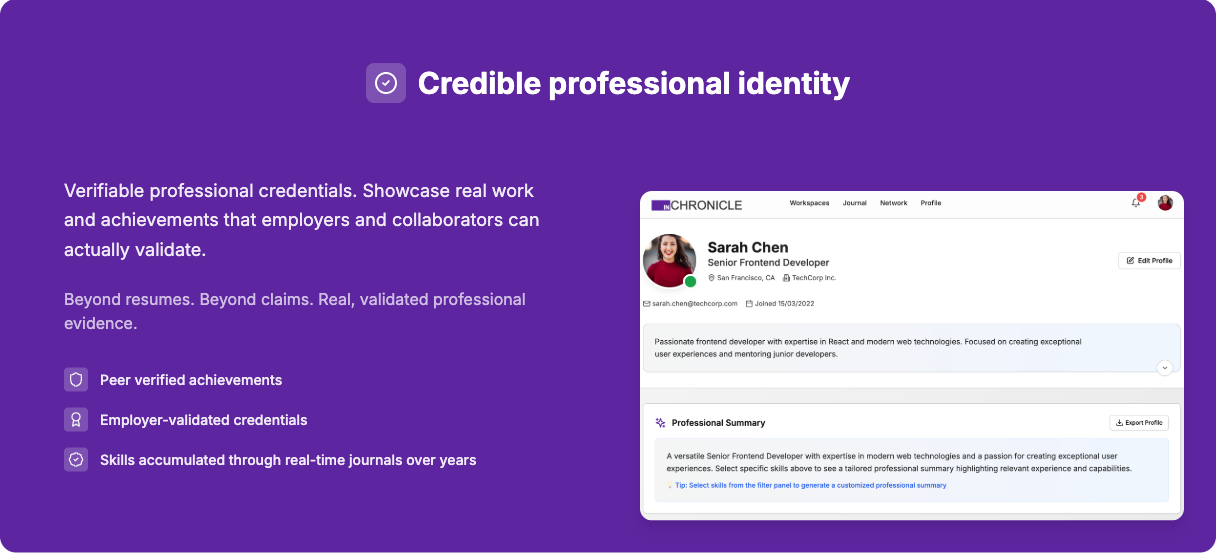 Credible professional identity
Verifiable professional credentials. Showcase real work
and achievements that employers and collaborators can
actually validate.
Beyond resumes. Beyond claims. Real, validated professional
evidence.
Peer verified achievements
Employer-validated credentials
Skills accumulated through real-time journals over years
INCHRONICLE
Workspaces Journal Network Profile
3
Sarah Chen
Senior Frontend Developer
San Francisco, CA TechCorp Inc.
Edit Profile
sarah.chen@techcorp.com Joined 15/03/2022
Passionate frontend developer with expertise in React and modern web technologies. Focused on creating exceptional
user experiences and mentoring junior developers.
Professional Summary
Export Profile
A versatile Senior Frontend Developer with expertise in modern web technologies and a passion for creating exceptional user
experiences. Select specific skills above to see a tailored professional summary highlighting relevant experience and capabilities.
Tip: Select skills from the filter panel to generate a customized professional summary